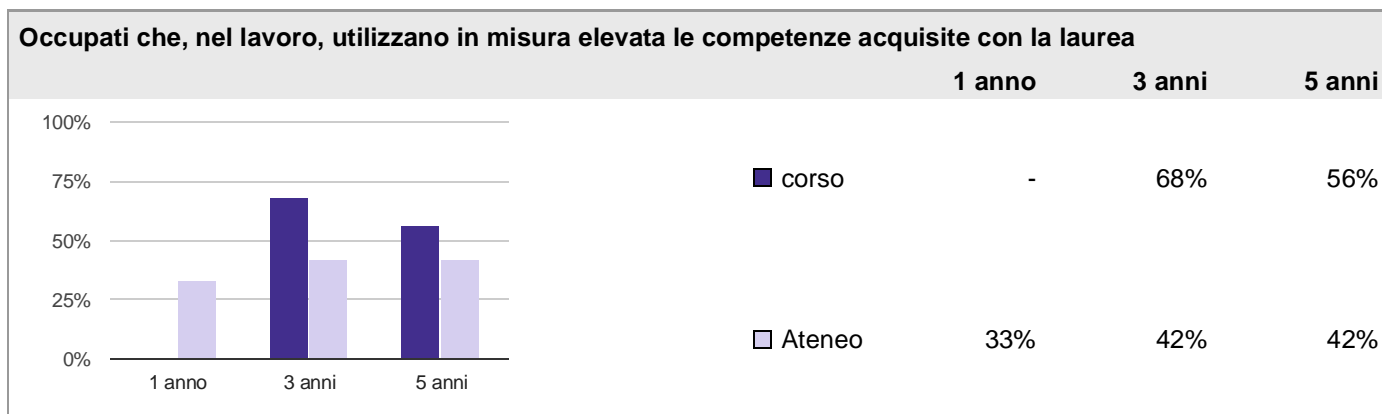 Occupati che, nel lavoro, utilizzano in misura elevata le competenze acquisite con la laurea
1 anno 3 anni 5 anni
100%
75%
50%
25%
0%
1 anno 3 anni 5 anni
corso - 68% 56%
Ateneo 33% 42% 42%